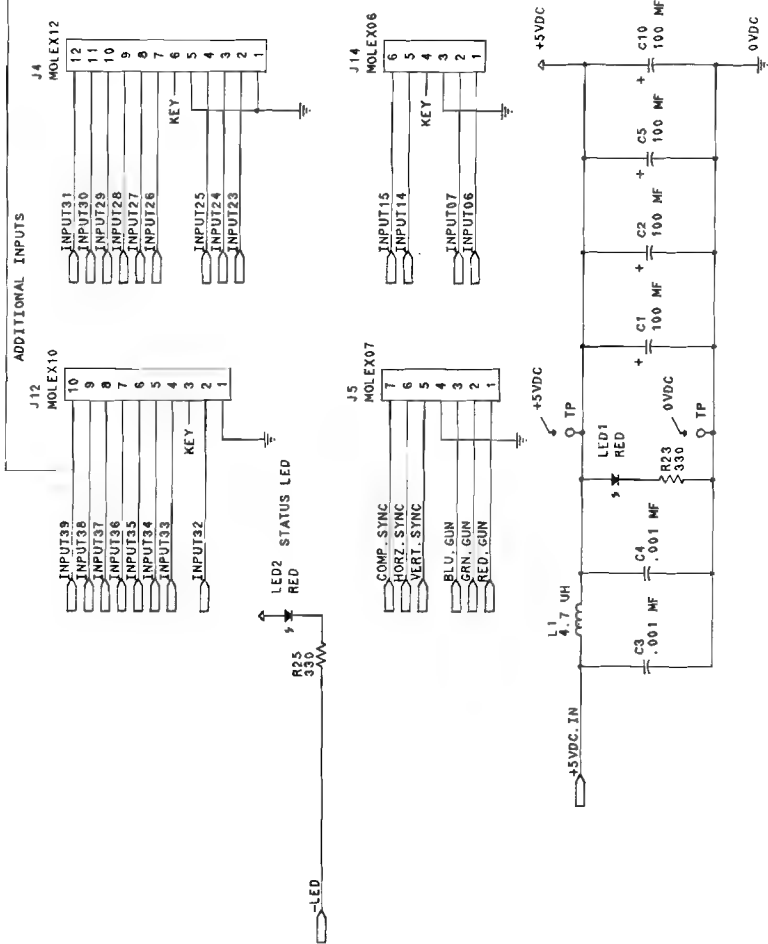 ADDITIONAL INPUTS
J4
MOLEX12
INPUT31
INPUT30
INPUT29
INPUT28
INPUT27
INPUT26
KEY
INPUT25
INPUT24
INPUT23
12
11
10
9
8
7
6
5
4
3
2
1
J14
MOLEX06
INPUT15
INPUT14
KEY
INPUT07
INPUT06
6
5
4
3
2
1
J12
MOLEX10
INPUT39
INPUT38
INPUT37
INPUT36
INPUT35
INPUT34
INPUT33
KEY
INPUT32
10
9
8
7
6
5
4
3
2
1
J5
MOLEX07
COMP.SYNC
HORZ.SYNC
VERT.SYNC
BLU.GUN
GRN.GUN
RED.GUN
7
6
5
4
3
2
1
LED2
RED
STATUS LED
R25
330
-LED
+5VDC.IN
L1
4.7 UH
C3
.001 MF
C4
.001 MF
LED1
RED
R23
330
+5VDC
TP
0VDC
TP
+
C1
100 MF
+
C2
100 MF
+
C5
100 MF
+
C10
100 MF
+5VDC
0VDC